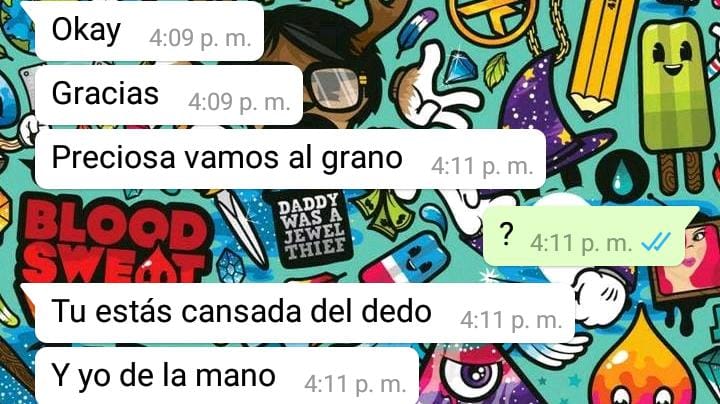 Okay 4:09 p. m.
Gracias 4:09 p. m.
Preciosa vamos al grano 4:11 p. m.
DADDY
WAS A
JEWEL
THIEF
BLOOD
SWEAT
? 4:11 p. m.
Tu estás cansada del dedo 4:11 p. m.
Y yo de la mano 4:11 p. m.